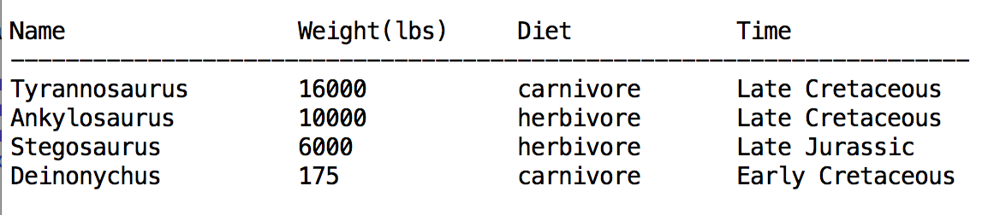 Name Weight(lbs) Diet Time
----------------------------------------------------------------------
Tyrannosaurus 16000 carnivore Late Cretaceous
Ankylosaurus 10000 herbivore Late Cretaceous
Stegosaurus 6000 herbivore Late Jurassic
Deinonychus 175 carnivore Early Cretaceous